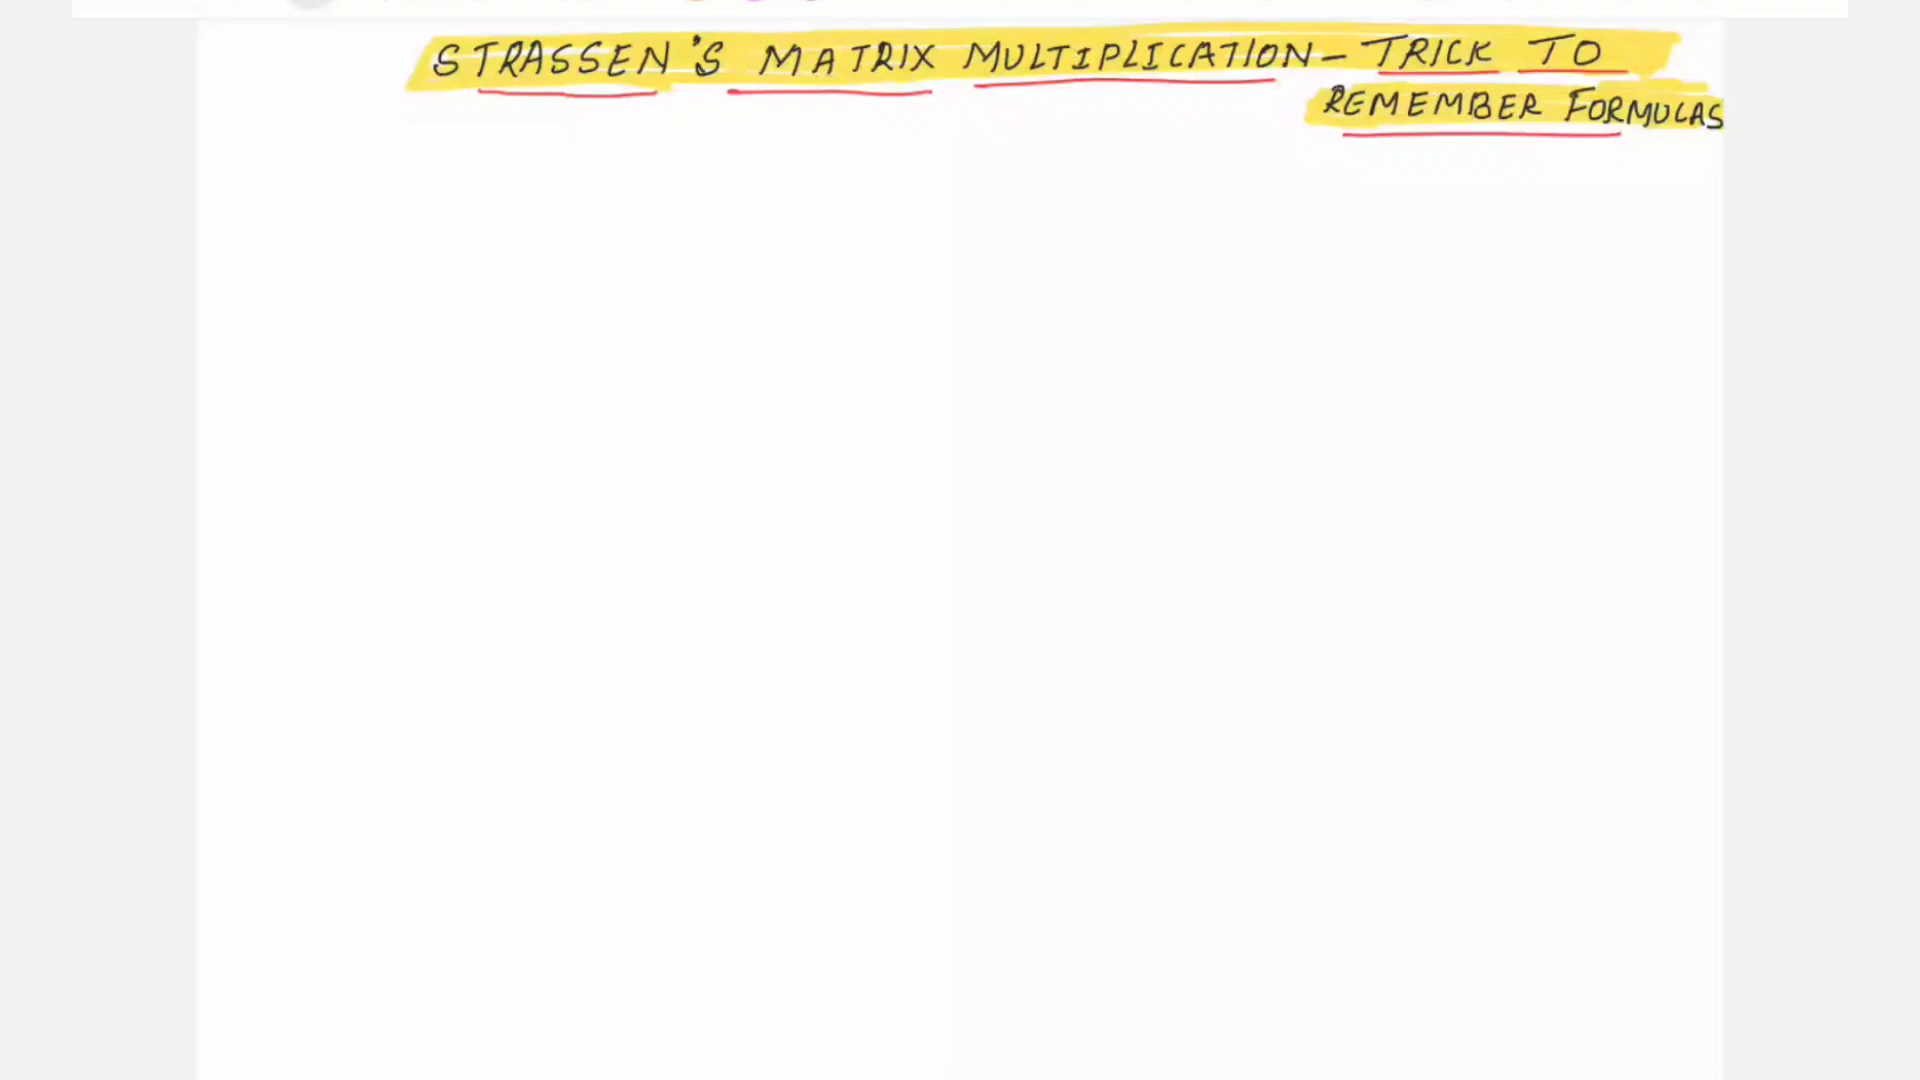 STRASSEN'S MATRIX MULTIPLICATION - TRICK TO
REMEMBER FORMULAS